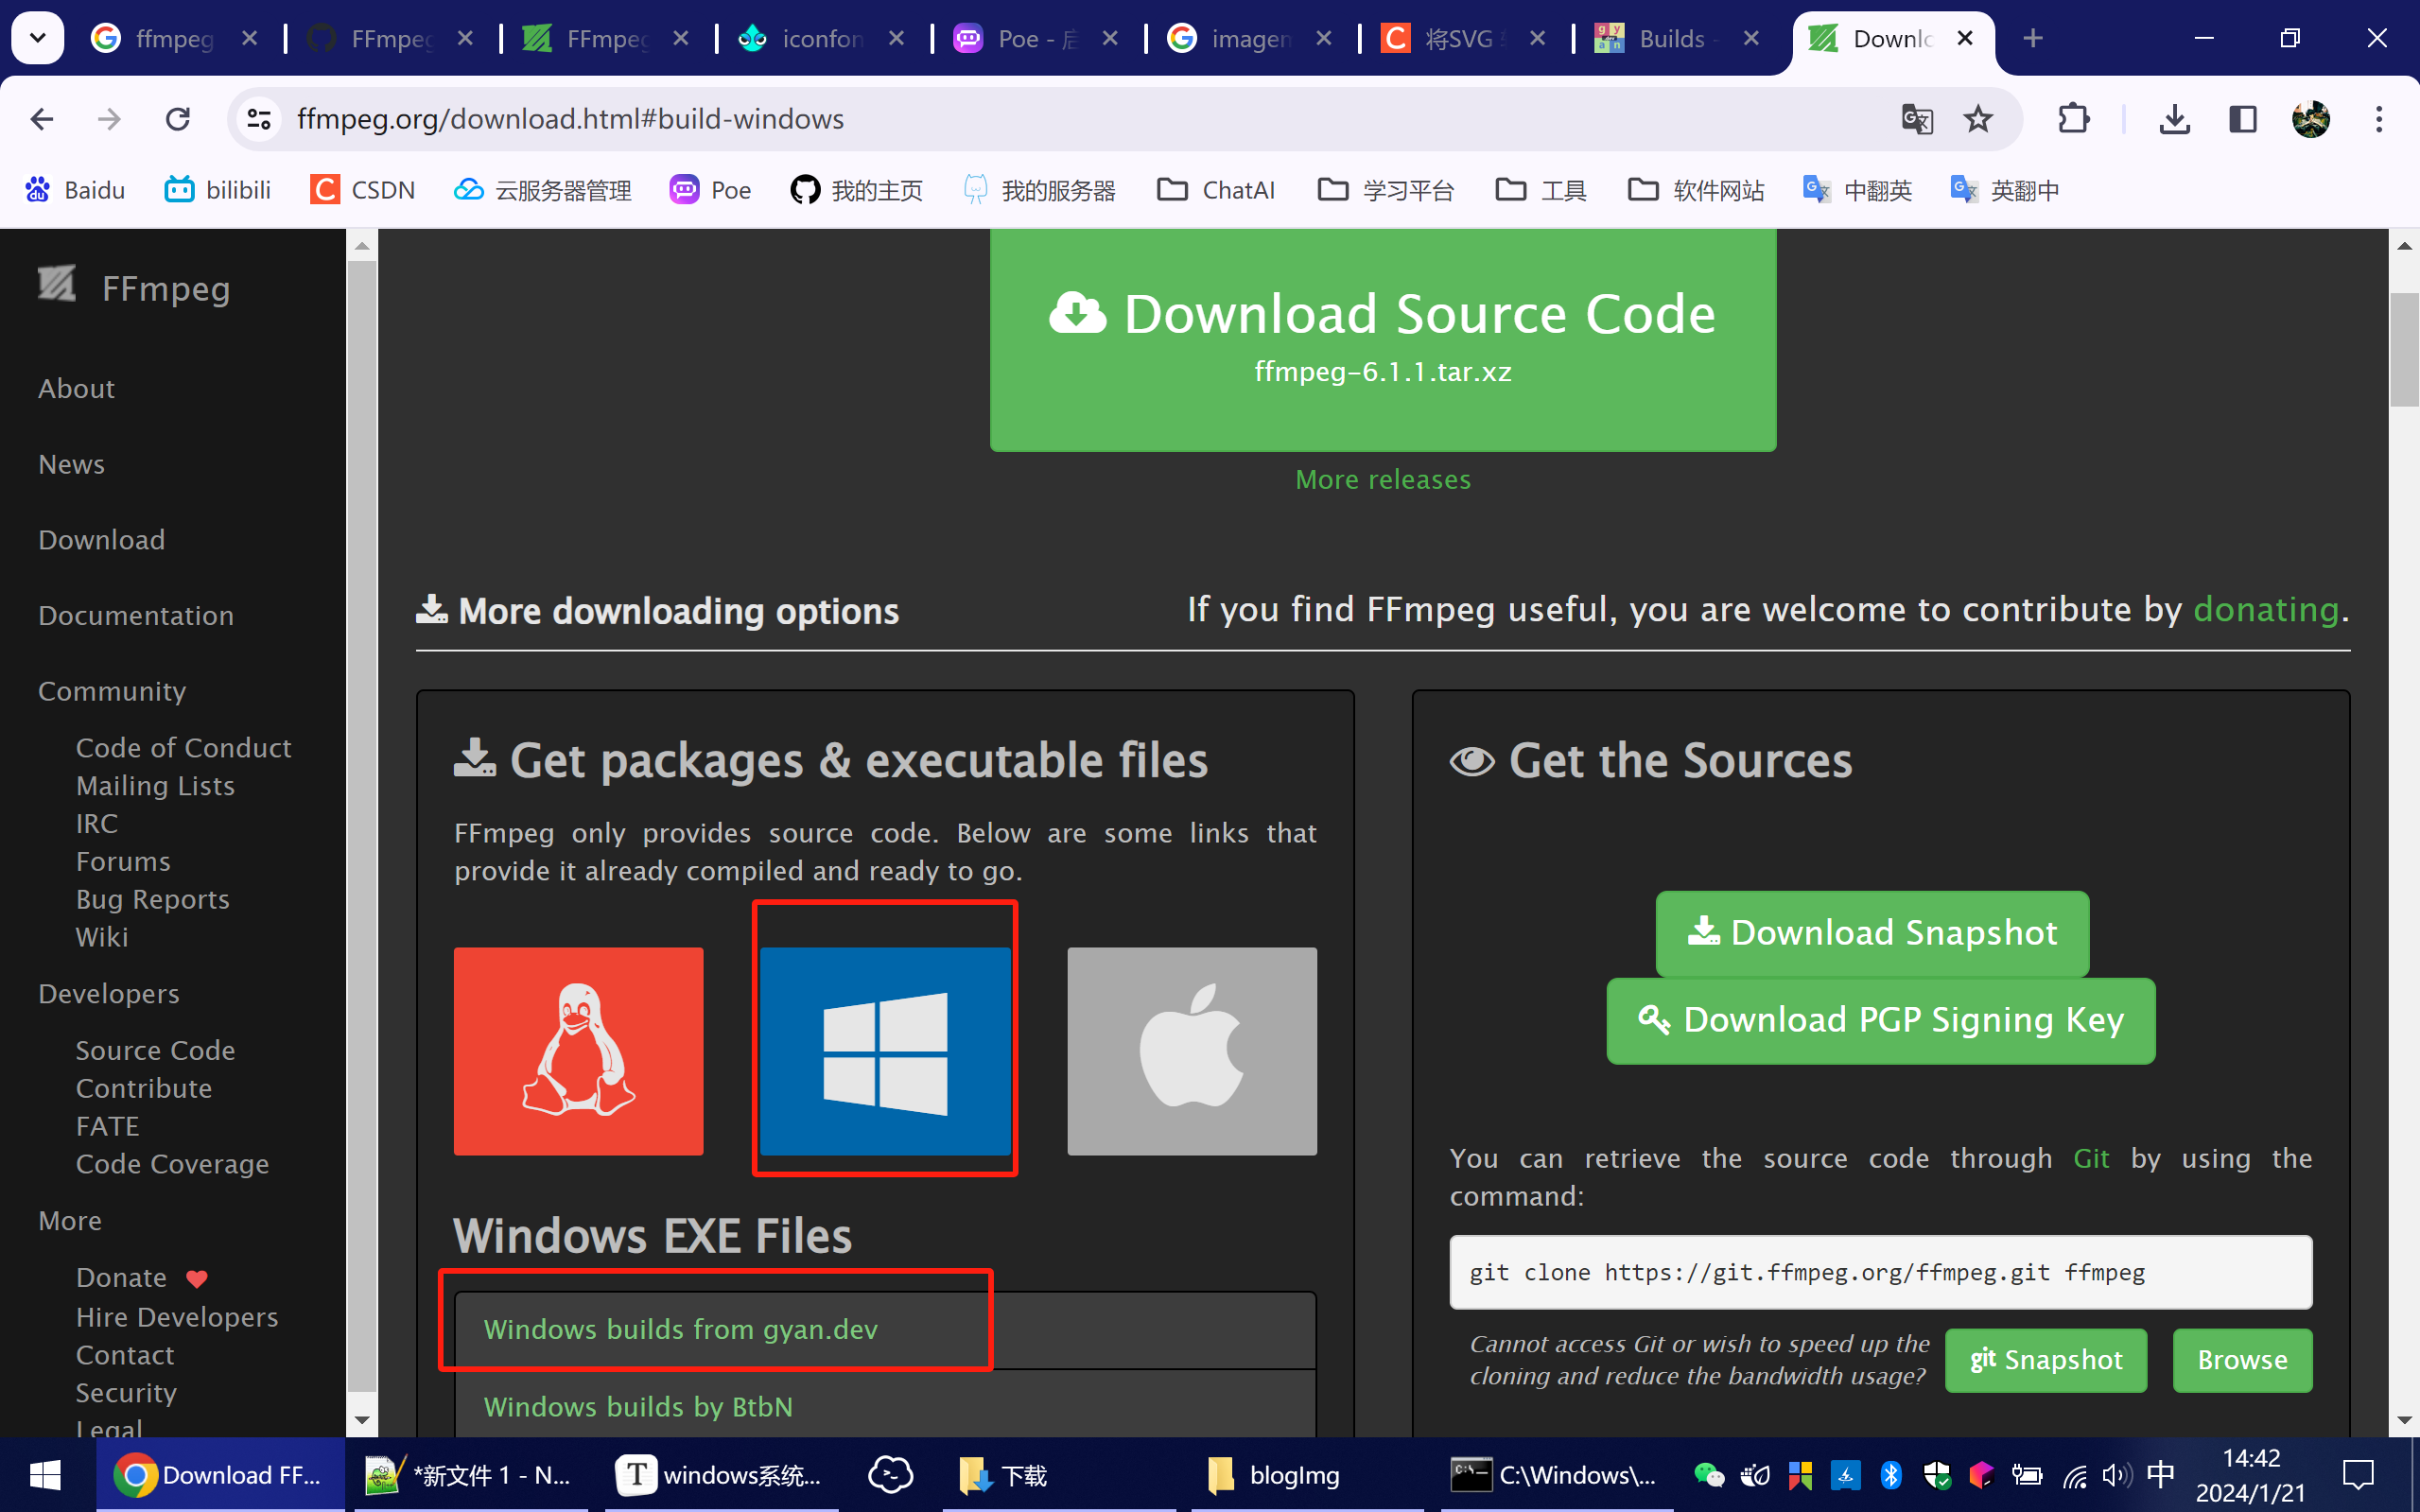 ffmpeg
FFmpeg
FFmpeg
iconfon
Poe - 启
imagem
将SVG
Builds -
Downlo
ffmpeg.org/download.html#build-windows
Baidu
bilibili
CSDN
云服务器管理
Poe
我的主页
我的服务器
ChatAI
学习平台
工具
软件网站
中翻英
英翻中
FFmpeg
About
News
Download
Documentation
Community
Code of Conduct
Mailing Lists
IRC
Forums
Bug Reports
Wiki
Developers
Source Code
Contribute
FATE
Code Coverage
More
Donate
Hire Developers
Contact
Security
Legal
Download Source Code
ffmpeg-6.1.1.tar.xz
More releases
More downloading options
If you find FFmpeg useful, you are welcome to contribute by donating.
Get packages & executable files
FFmpeg only provides source code. Below are some links that
provide it already compiled and ready to go.
Windows EXE Files
Windows builds from gyan.dev
Windows builds by BtbN
Get the Sources
Download Snapshot
Download PGP Signing Key
You can retrieve the source code through Git by using the
command:
git clone https://git.ffmpeg.org/ffmpeg.git ffmpeg
Cannot access Git or wish to speed up the
cloning and reduce the bandwidth usage?
git Snapshot
Browse
Download FF...
*新文件 1 - N...
windows系统...
下载
blogImg
C:\Windows\...
中
14:42
2024/1/21